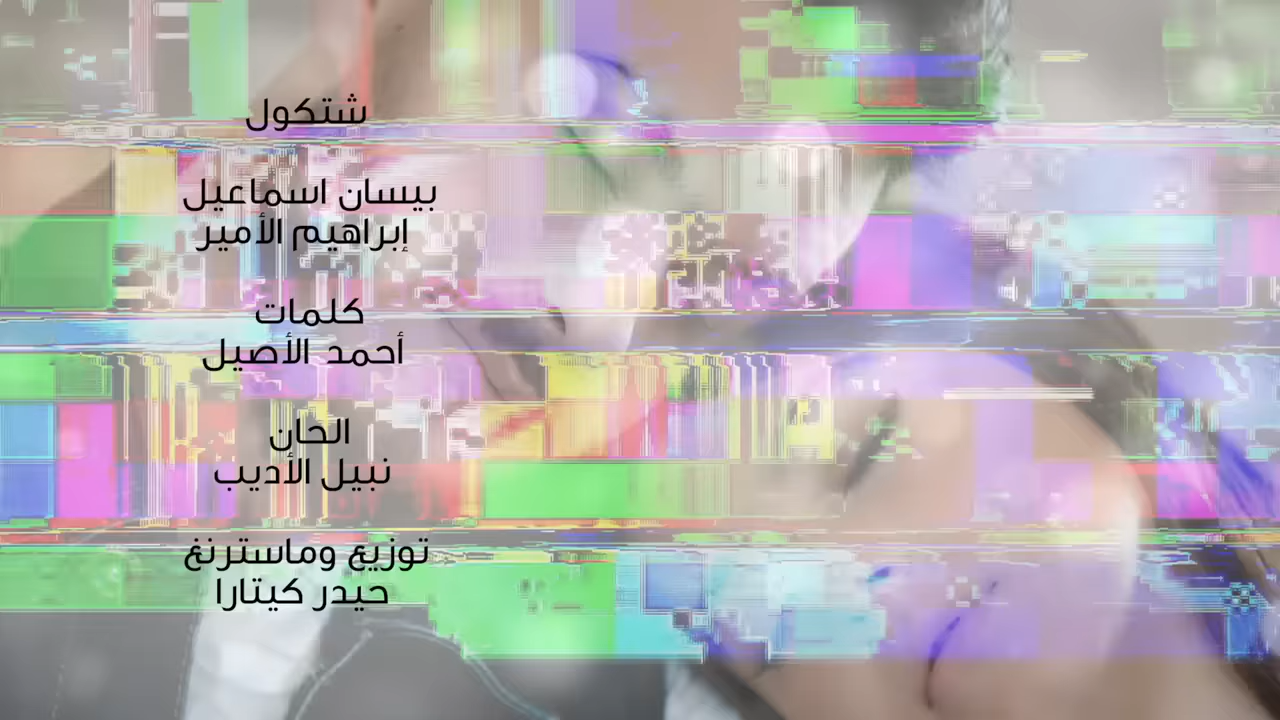 شتكول
بيسان اسماعيل
إبراهيم الأمير
كلمات
أحمد الأصيل
الحان
نبيل الأديب
توزيع وماسترنغ
حيدر كيتارا